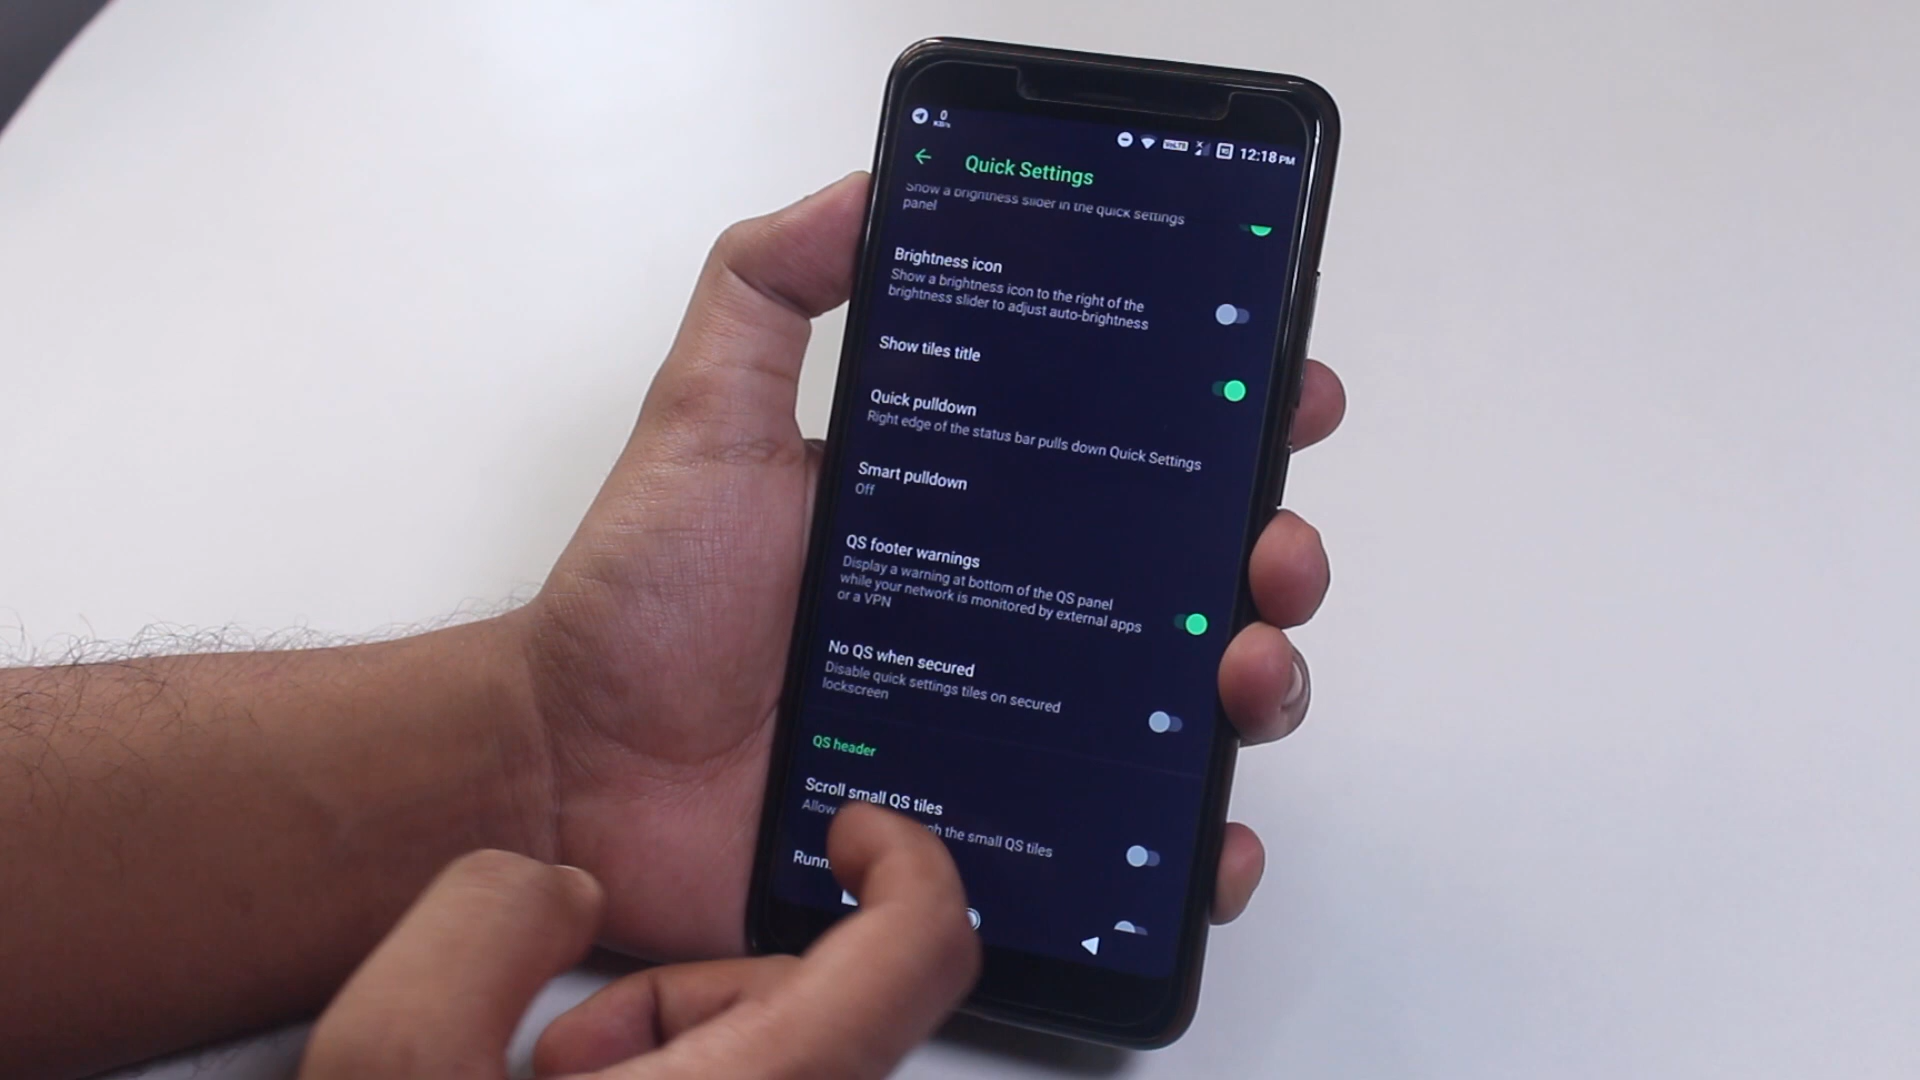 0
KB/s
VoLTE
12:18 PM
Quick Settings
Show a brightness slider in the quick settings
panel
Brightness icon
Show a brightness icon to the right of the
brightness slider to adjust auto-brightness
Show tiles title
Quick pulldown
Right edge of the status bar pulls down Quick Settings
Smart pulldown
Off
QS footer warnings
Display a warning at bottom of the QS panel
while your network is monitored by external apps
or a VPN
No QS when secured
Disable quick settings tiles on secured
lockscreen
QS header
Scroll small QS tiles
Allow the small QS tiles